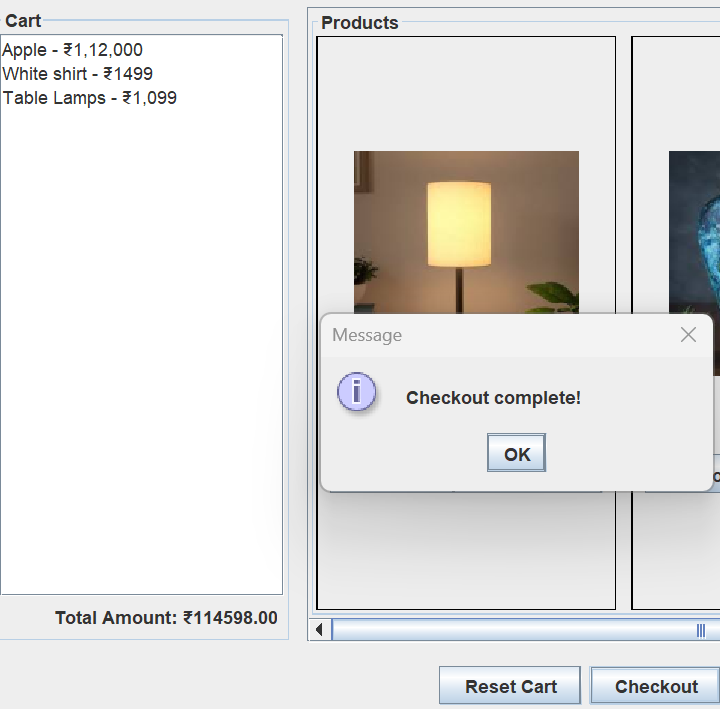 Cart
Apple - ₹1,12,000
White shirt - ₹1499
Table Lamps - ₹1,099
Total Amount: ₹114598.00
Products
Message
Checkout complete!
OK
Reset Cart
Checkout